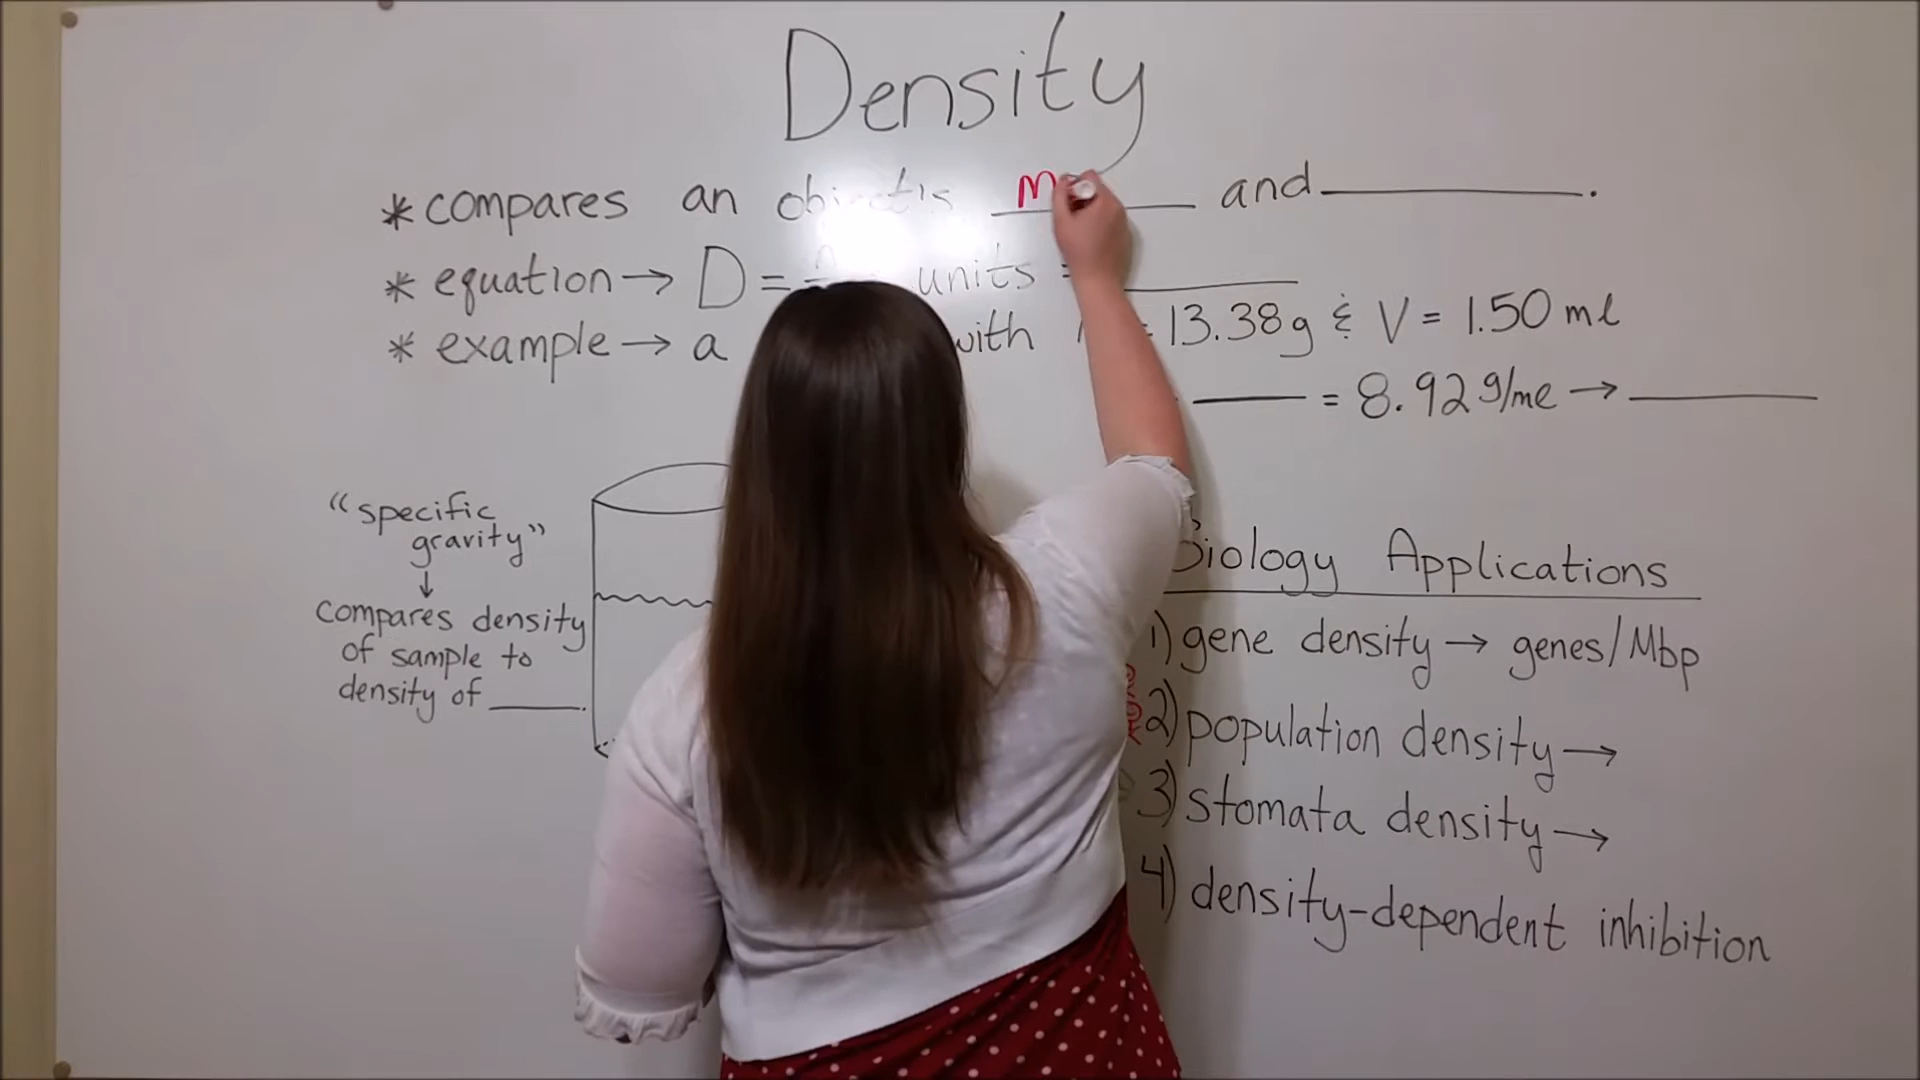 Density
*compares an object's m and .
* equation → D = units =
* example → a with = 13.38g & V = 1.50 ml
= 8.92 g/ml →
"specific
gravity"
↓
compares density
of sample to
density of .
Biology Applications
1) gene density → genes/Mbp
2) population density →
3) stomata density →
4) density-dependent inhibition